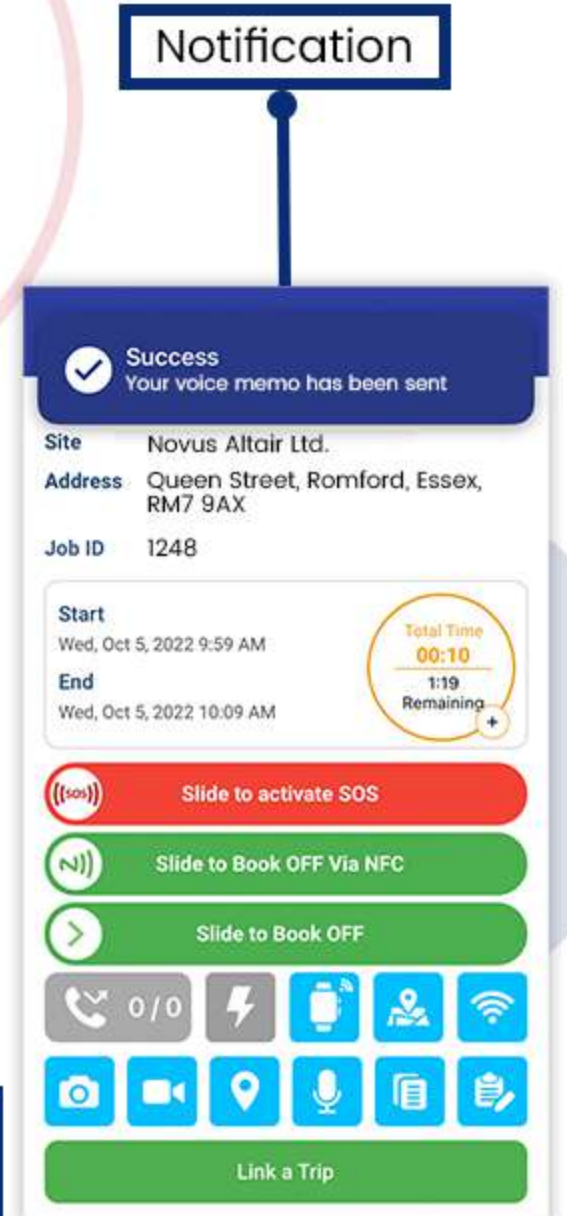 Notification
Success
Your voice memo has been sent
Site Novus Altair Ltd.
Address Queen Street, Romford, Essex,
RM7 9AX
Job ID 1248
Start
Wed, Oct 5, 2022 9:59 AM
End
Wed, Oct 5, 2022 10:09 AM
Total Time
00:10
1:19
Remaining
+
((SOS)) Slide to activate SOS
N)) Slide to Book OFF Via NFC
> Slide to Book OFF
0/0
Link a Trip